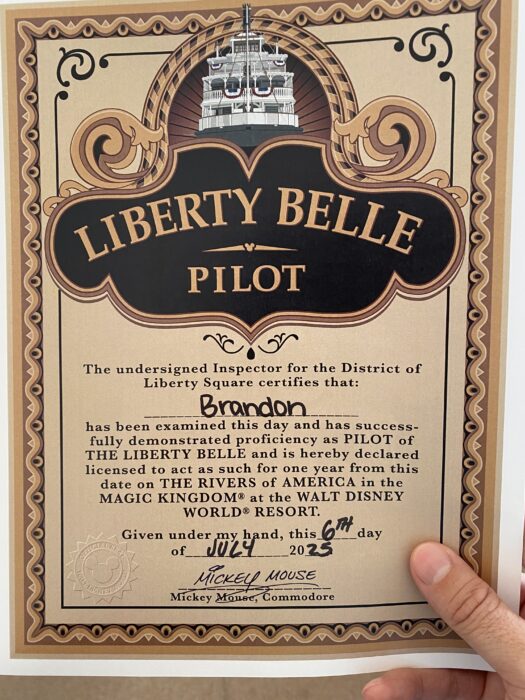 LIBERTY BELLE
PILOT
The undersigned Inspector for the District of
Liberty Square certifies that:
Brandon
has been examined this day and has success-
fully demonstrated proficiency as PILOT of
THE LIBERTY BELLE and is hereby declared
licensed to act as such for one year from this
date on THE RIVERS of AMERICA in the
MAGIC KINGDOM® at the WALT DISNEY
WORLD® RESORT.
Given under my hand, this 6TH day
of JULY 2025
MICKEY MOUSE
Mickey Mouse, Commodore